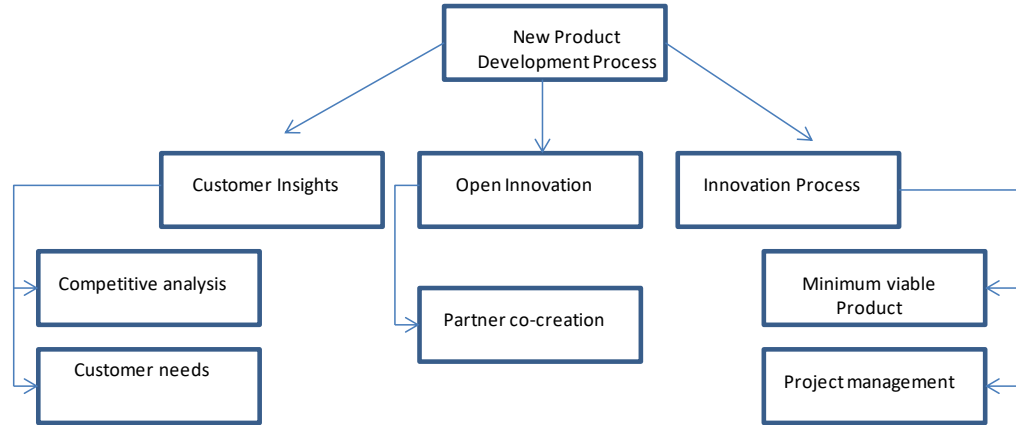 New Product
Development Process
Customer Insights
Open Innovation
Innovation Process
Competitive analysis
Minimum viable
Product
Partner co-creation
Customer needs
Project management